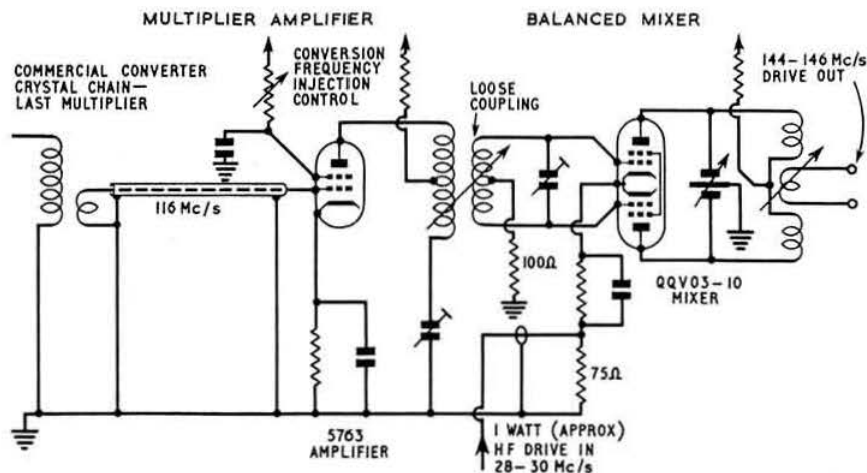 MULTIPLIER AMPLIFIER
BALANCED MIXER
COMMERCIAL CONVERTER
CRYSTAL CHAIN—
LAST MULTIPLIER
CONVERSION
FREQUENCY
INJECTION
CONTROL
LOOSE
COUPLING
144–146 Mc/s
DRIVE OUT
116 Mc/s
100Ω
QQV03–10
MIXER
75Ω
5763
AMPLIFIER
1 WATT (APPROX)
HF DRIVE IN
28–30 Mc/s